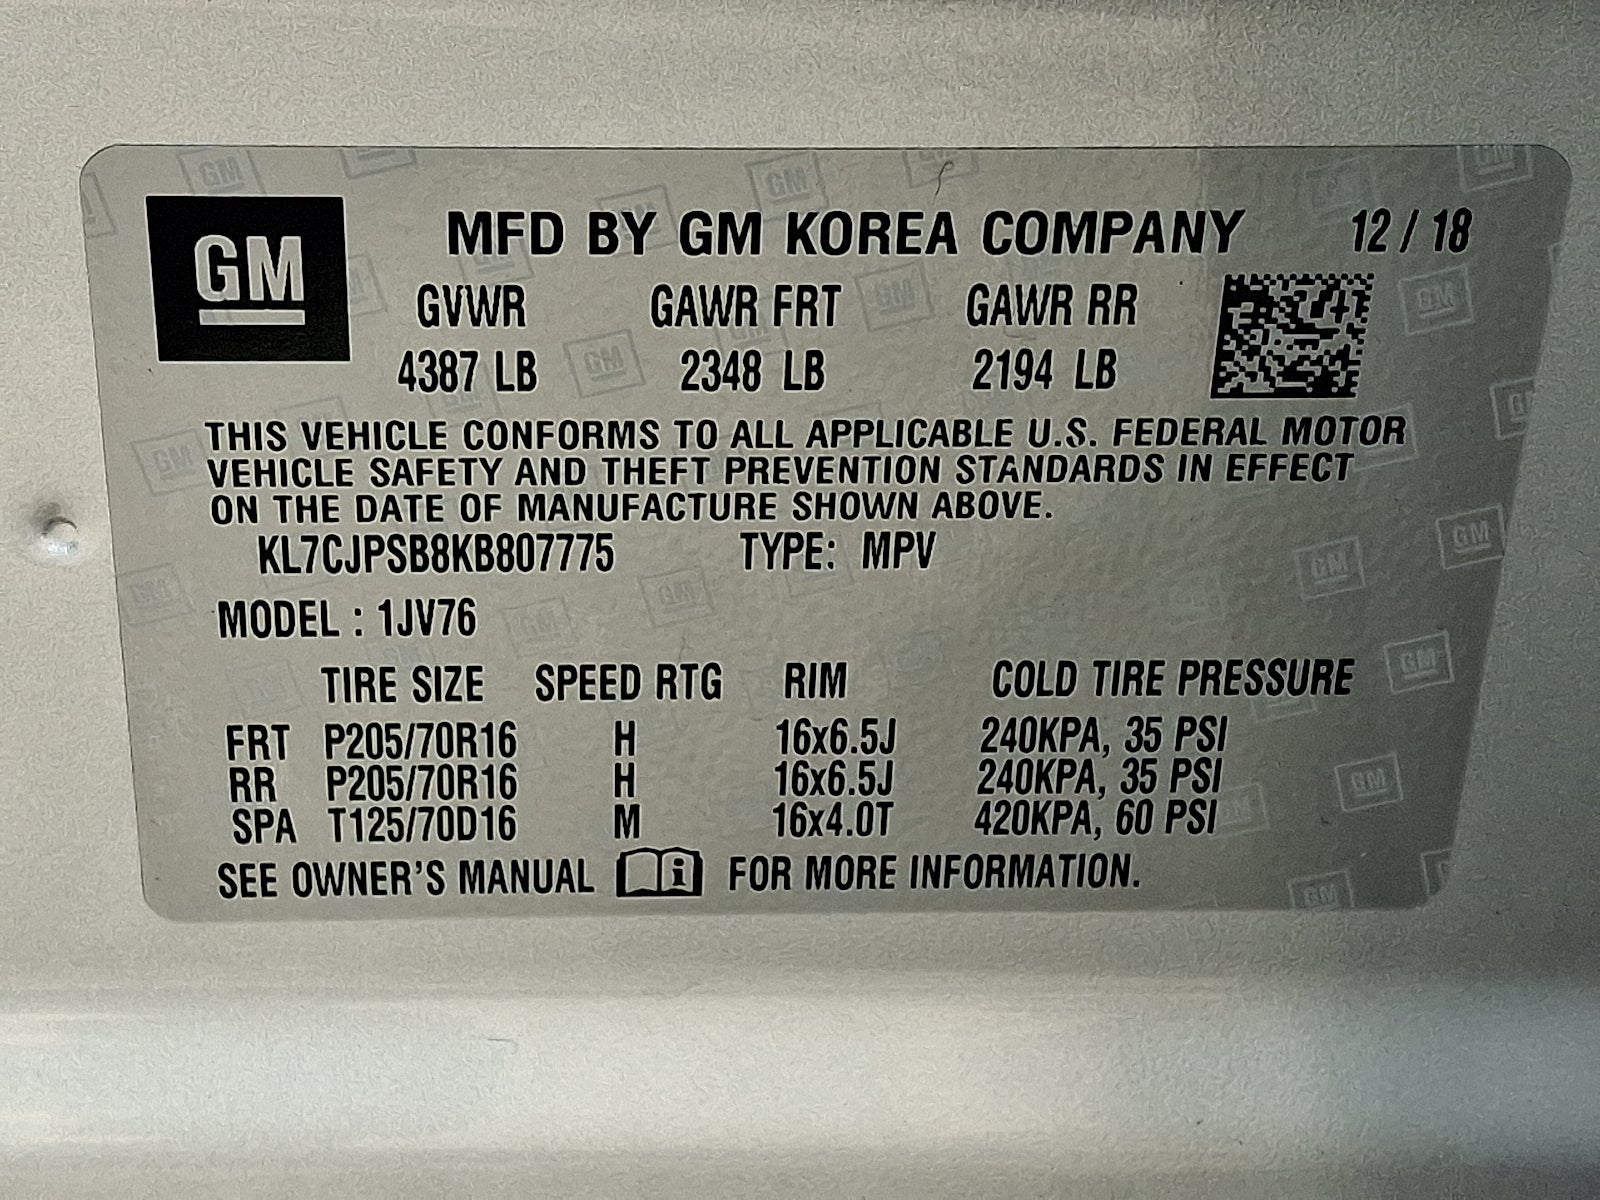 GM
MFD BY GM KOREA COMPANY 12 / 18
GVWR GAWR FRT GAWR RR
4387 LB 2348 LB 2194 LB
THIS VEHICLE CONFORMS TO ALL APPLICABLE U.S. FEDERAL MOTOR
VEHICLE SAFETY AND THEFT PREVENTION STANDARDS IN EFFECT
ON THE DATE OF MANUFACTURE SHOWN ABOVE.
KL7CJPSB8KB807775 TYPE: MPV
MODEL : 1JV76
TIRE SIZE SPEED RTG RIM COLD TIRE PRESSURE
FRT P205/70R16 H 16x6.5J 240KPA, 35 PSI
RR P205/70R16 H 16x6.5J 240KPA, 35 PSI
SPA T125/70D16 M 16x4.0T 420KPA, 60 PSI
SEE OWNER'S MANUAL i FOR MORE INFORMATION.